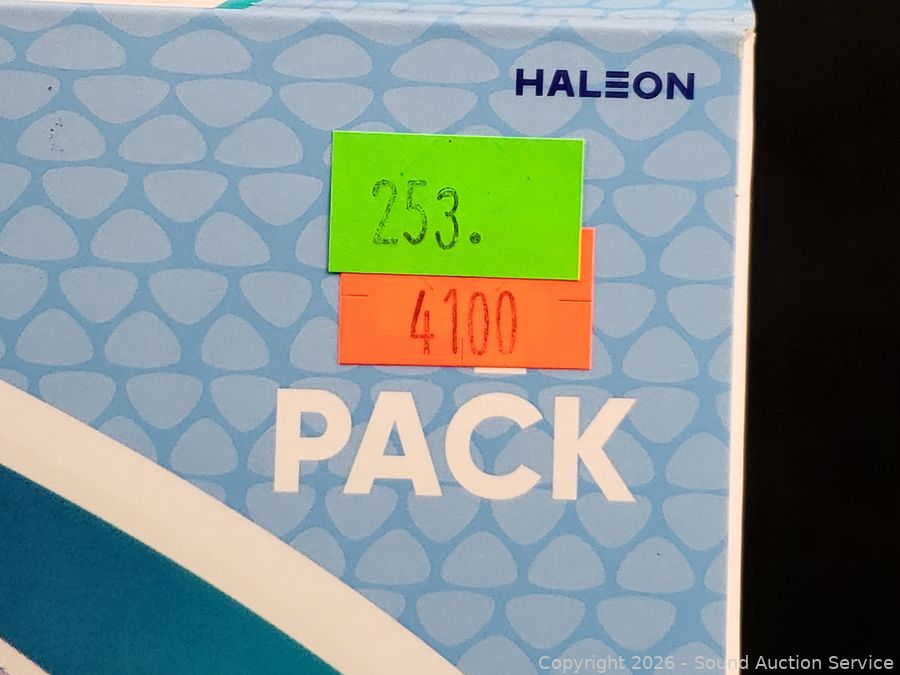 HALEON
253.
4100
PACK
Copyright 2026 - Sound Auction Service